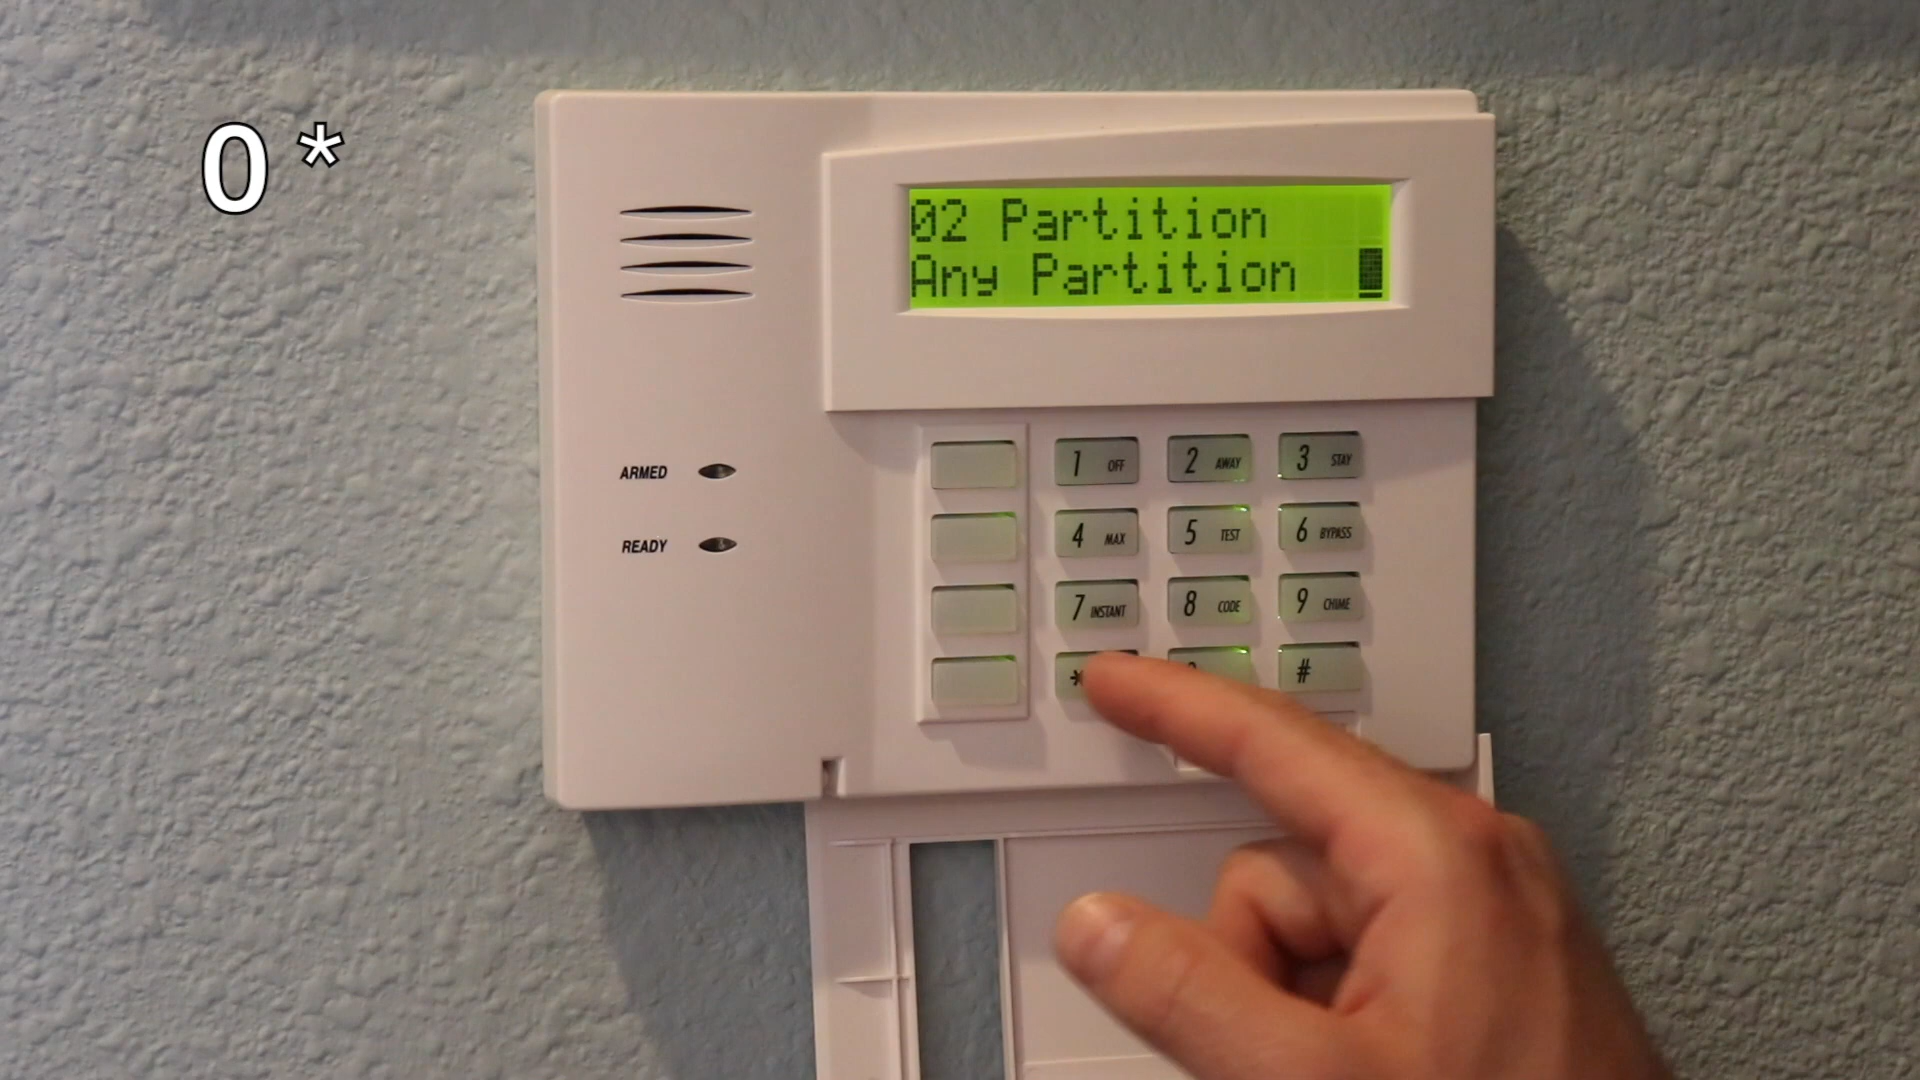 0 *
02 Partition
Any Partition
ARMED
READY
1 OFF
2 AWAY
3 STAY
4 MAX
5 TEST
6 BYPASS
7 INSTANT
8 CODE
9 CHIME
*
#